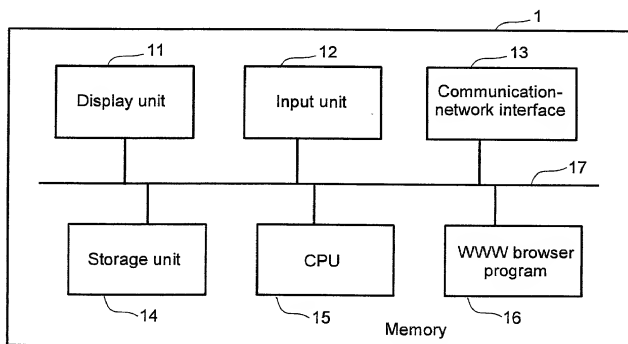 1
11
12
13
Display unit
Input unit
Communication-
network interface
17
Storage unit
CPU
WWW browser
program
14
15
16
Memory